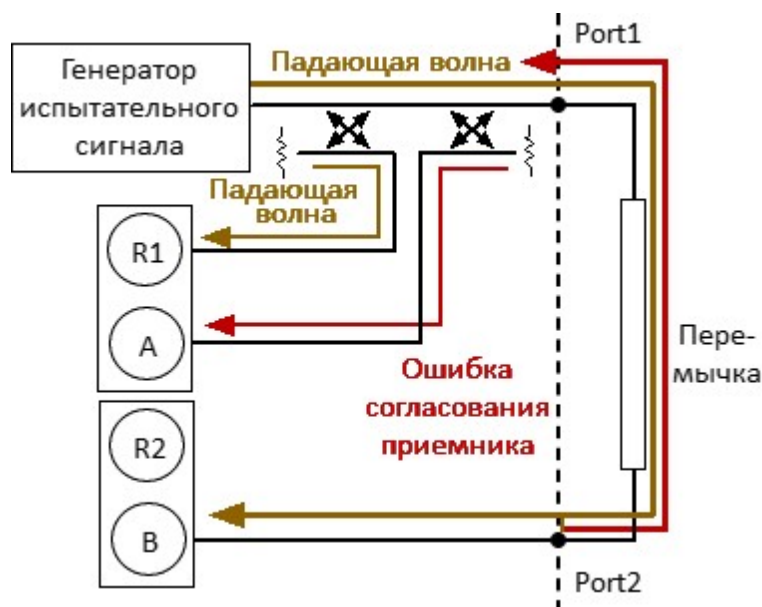 Port1
Генератор
испытательного
сигнала
Падающая волна
Падающая
волна
R1
A
Пере-
мычка
Ошибка
согласования
приемника
R2
B
Port2